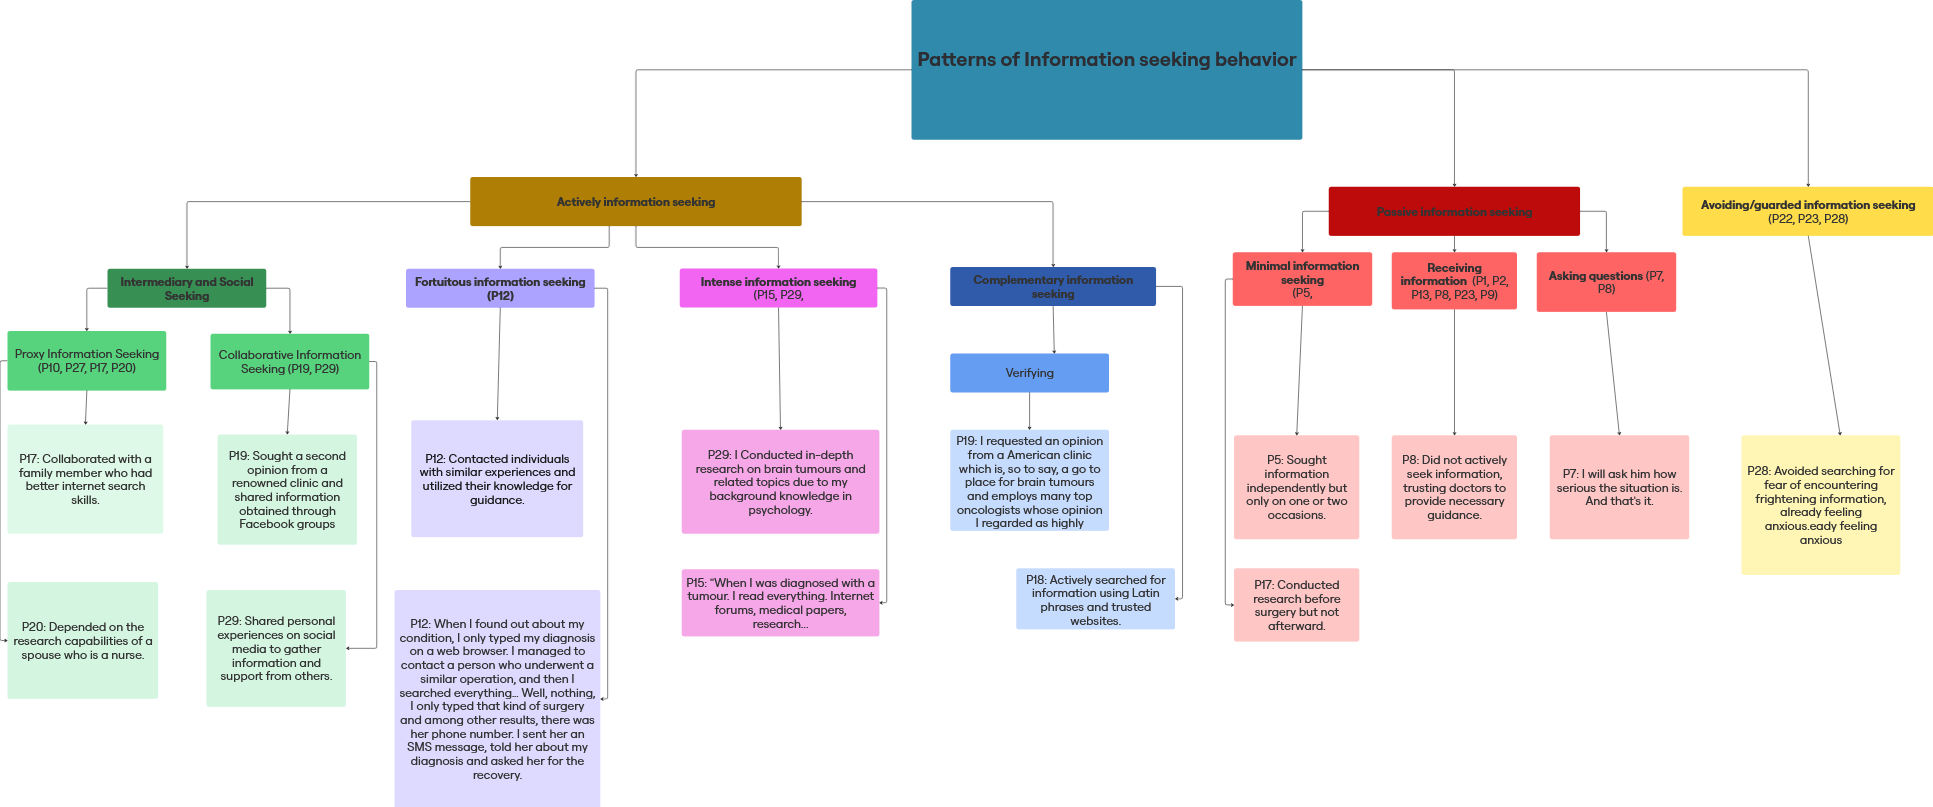 Patterns of Information seeking behavior
Actively information seeking
Passive information seeking
Avoiding/guarded information seeking
(P22, P23, P28)
Intermediary and Social
Seeking
Fortuitous information seeking
(P12)
Intense information seeking
(P15, P29,
Complementary information
seeking
Minimal information
seeking
(P5,
Receiving
information (P1, P2,
P13, P8, P23, P9)
Asking questions (P7,
P8)
Proxy Information Seeking
(P10, P27, P17, P20)
Collaborative Information
Seeking (P19, P29)
Verifying
P17: Collaborated with a
family member who had
better internet search
skills.
P19: Sought a second
opinion from a
renowned clinic and
shared information
obtained through
Facebook groups
P12: Contacted individuals
with similar experiences and
utilized their knowledge for
guidance.
P29: I Conducted in-depth
research on brain tumours and
related topics due to my
background knowledge in
psychology.
P19: I requested an opinion
from a American clinic
which is, so to say, a go to
place for brain tumours
and employs many top
oncologists whose opinion
I regarded as highly
P5: Sought
information
independently but
only on one or two
occasions.
P8: Did not actively
seek information,
trusting doctors to
provide necessary
guidance.
P7: I will ask him how
serious the situation is.
And that's it.
P28: Avoided searching for
fear of encountering
frightening information,
already feeling
anxious.eady feeling
anxious
P20: Depended on the
research capabilities of a
spouse who is a nurse.
P29: Shared personal
experiences on social
media to gather
information and
support from others.
P12: When I found out about my
condition, I only typed my diagnosis
on a web browser. I managed to
contact a person who underwent a
similar operation, and then I
searched everything... Well, nothing,
I only typed that kind of surgery
and among other results, there was
her phone number. I sent her an
SMS message, told her about my
diagnosis and asked her for the
recovery.
P15: “When I was diagnosed with a
tumour. I read everything. Internet
forums, medical papers,
research...
P18: Actively searched for
information using Latin
phrases and trusted
websites.
P17: Conducted
research before
surgery but not
afterward.